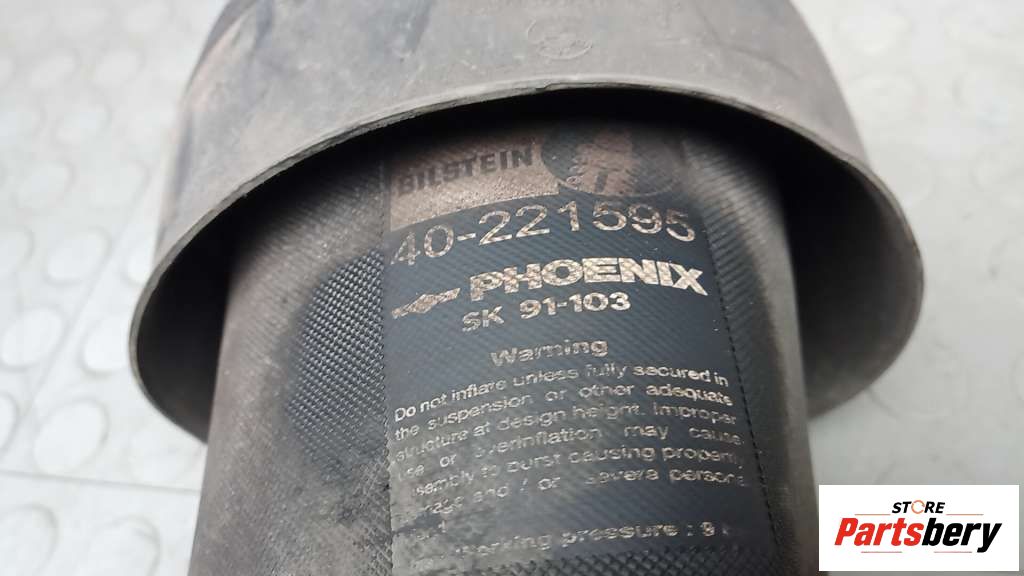 BILSTEIN
40-221595
PHOENIX
SK 91-103
Warning
Do not inflate unless fully secured in
the suspension or other adequate
structure at design height. Improper
or overinflation may cause
to burst causing property
and / or severe personal
working pressure : 9
STORE
Partsbery